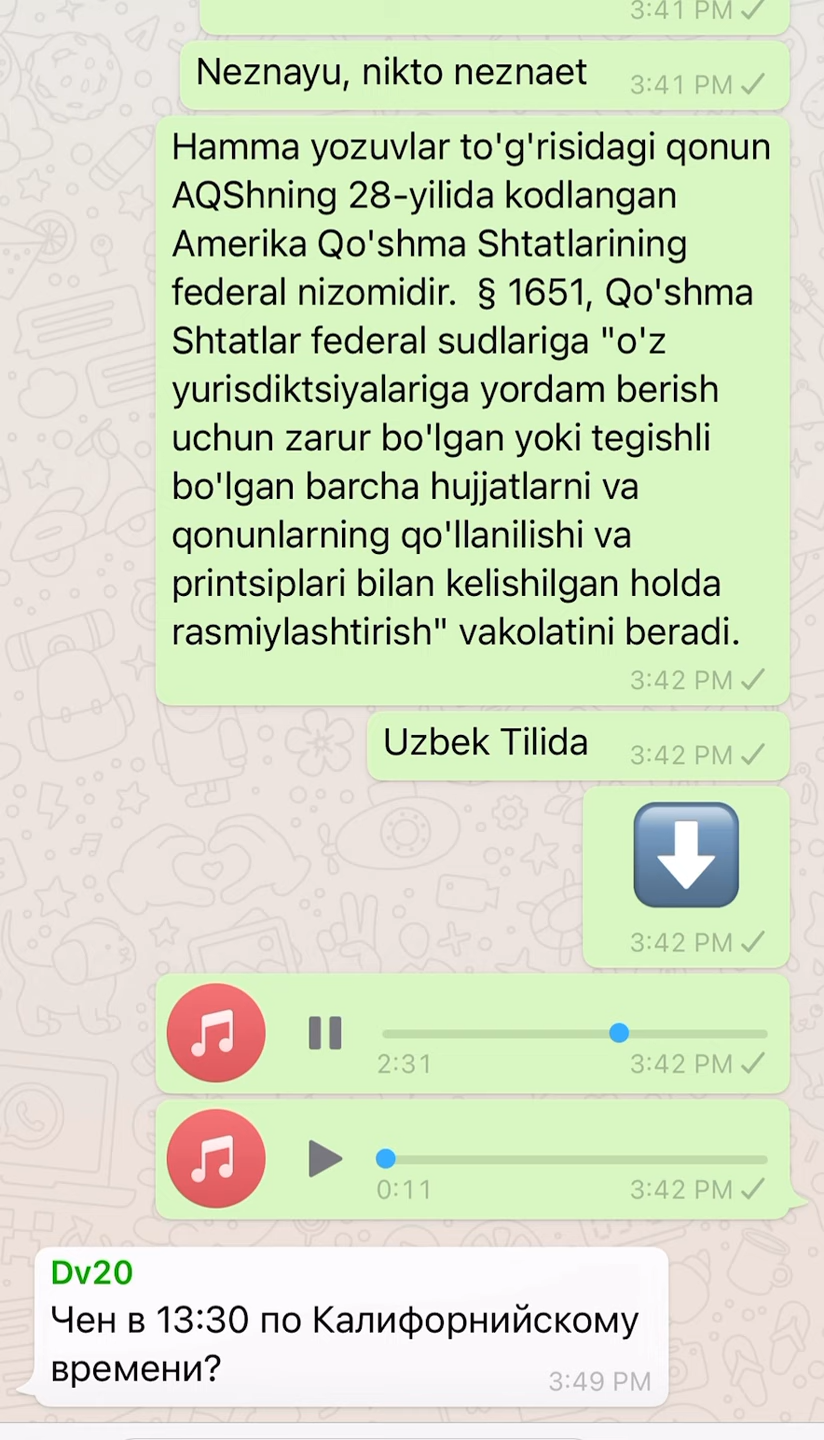 3:41 PM
Neznayu, nikto neznaet 3:41 PM
Hamma yozuvlar to'g'risidagi qonun
AQShning 28-yilida kodlangan
Amerika Qo'shma Shtatlarining
federal nizomidir. § 1651, Qo'shma
Shtatlar federal sudlariga "o'z
yurisdiktsiyalariga yordam berish
uchun zarur bo'lgan yoki tegishli
bo'lgan barcha hujjatlarni va
qonunlarning qo'llanilishi va
printsiplari bilan kelishilgan holda
rasmiylashtirish" vakolatini beradi.
3:42 PM
Uzbek Tilida 3:42 PM
3:42 PM
2:31 3:42 PM
0:11 3:42 PM
Dv20
Чен в 13:30 по Калифорнийскому
времени?
3:49 PM